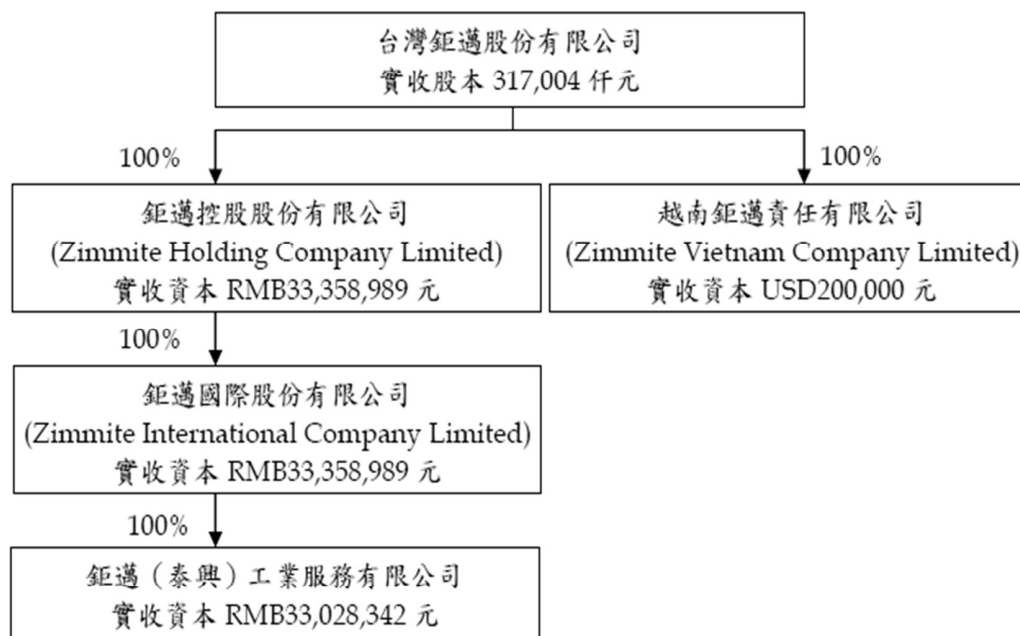 台灣鉅邁股份有限公司
實收股本 317,004 仟元
100%
100%
鉅邁控股股份有限公司
(Zimmite Holding Company Limited)
實收資本 RMB33,358,989 元
越南鉅邁責任有限公司
(Zimmite Vietnam Company Limited)
實收資本 USD200,000 元
100%
鉅邁國際股份有限公司
(Zimmite International Company Limited)
實收資本 RMB33,358,989 元
100%
鉅邁（泰興）工業服務有限公司
實收資本 RMB33,028,342 元